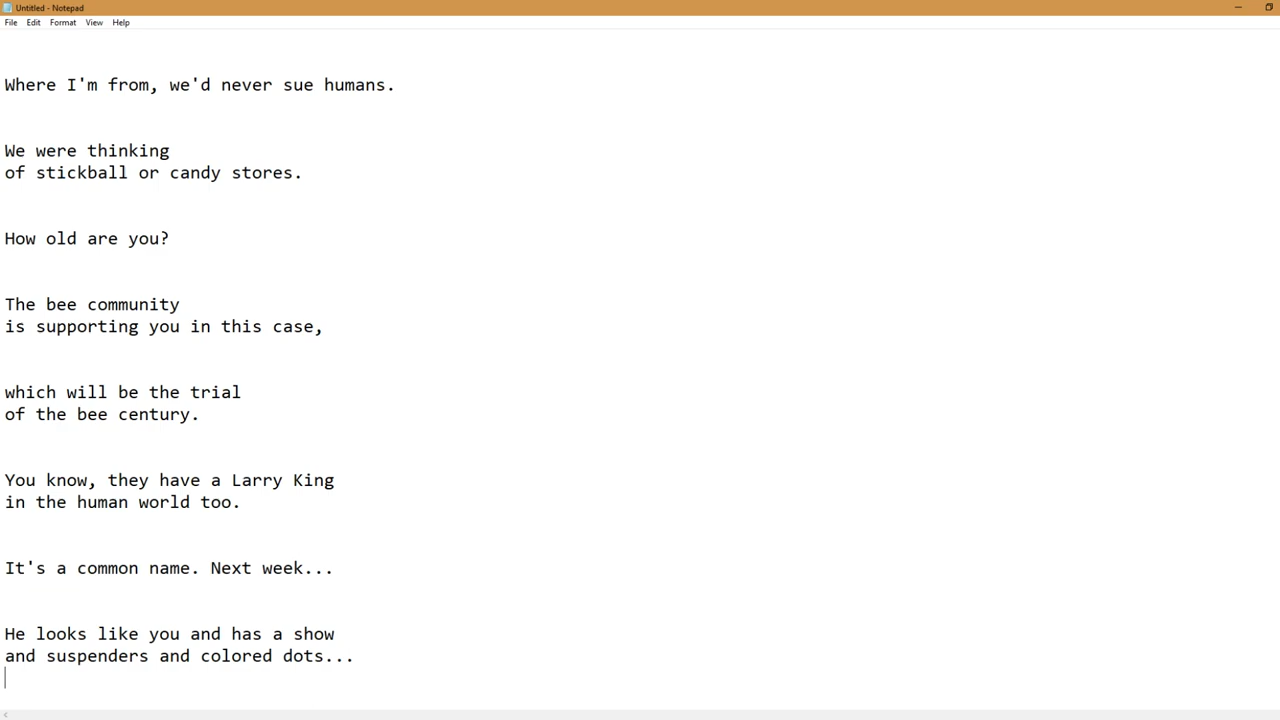 Untitled - Notepad
File Edit Format View Help
Where I'm from, we'd never sue humans.
We were thinking
of stickball or candy stores.
How old are you?
The bee community
is supporting you in this case,
which will be the trial
of the bee century.
You know, they have a Larry King
in the human world too.
It's a common name. Next week...
He looks like you and has a show
and suspenders and colored dots...